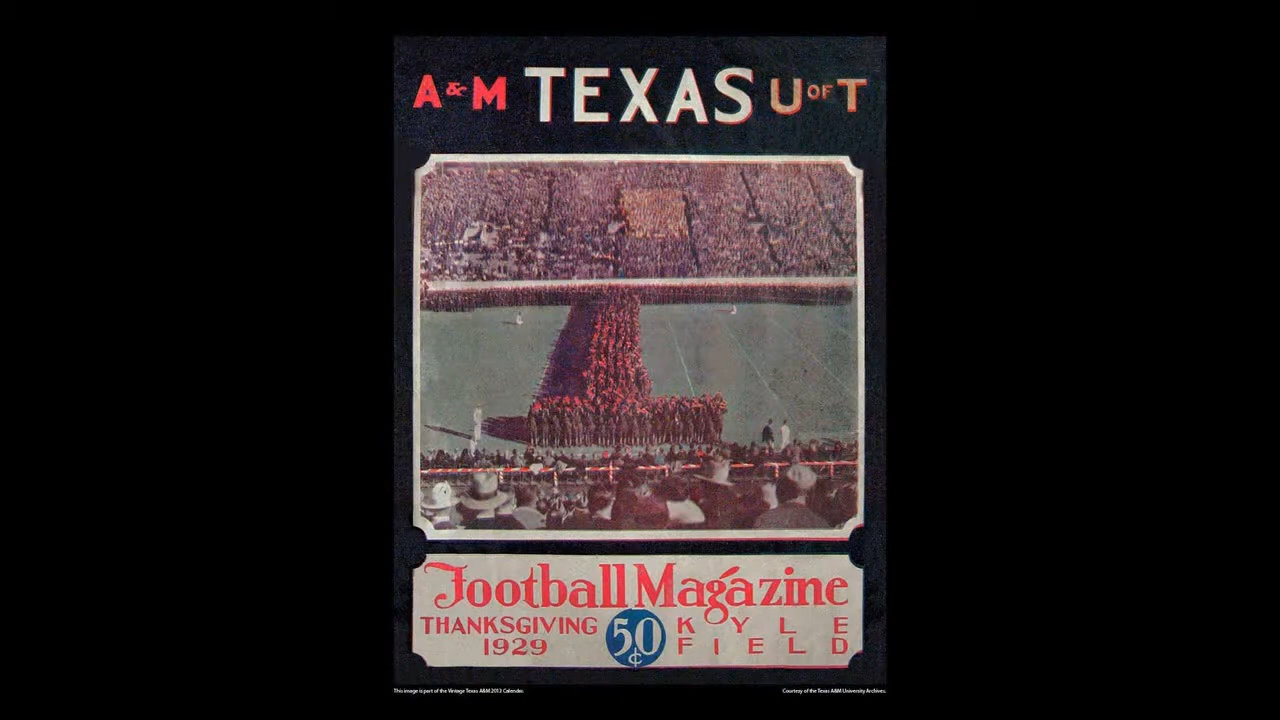 A&M TEXAS U OF T
Football Magazine
THANKSGIVING
1929
50¢
KYLE
FIELD
This image is part of the Vintage Texas A&M 2013 Calendar.
Courtesy of the Texas A&M University Archives.